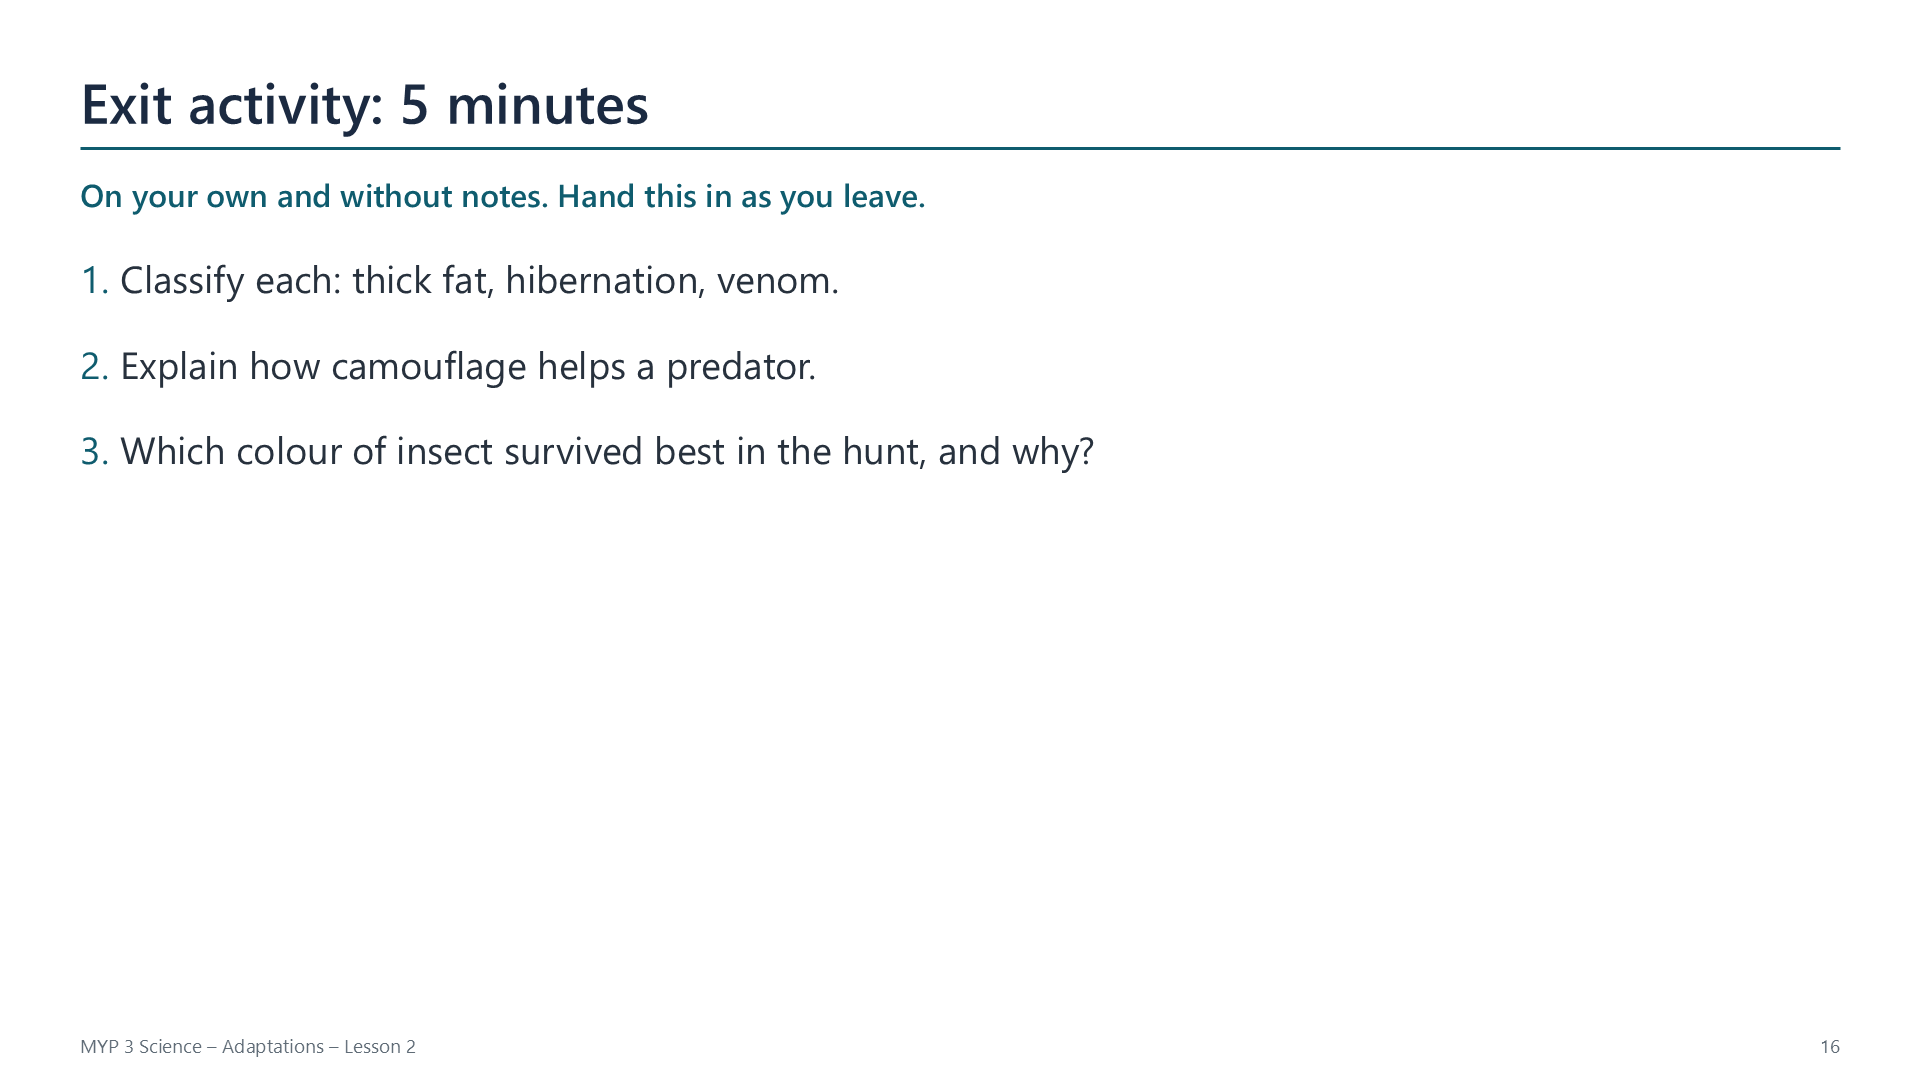 Exit activity: 5 minutes
On your own and without notes. Hand this in as you leave.
1. Classify each: thick fat, hibernation, venom.
2. Explain how camouflage helps a predator.
3. Which colour of insect survived best in the hunt, and why?
MYP 3 Science – Adaptations – Lesson 2
16